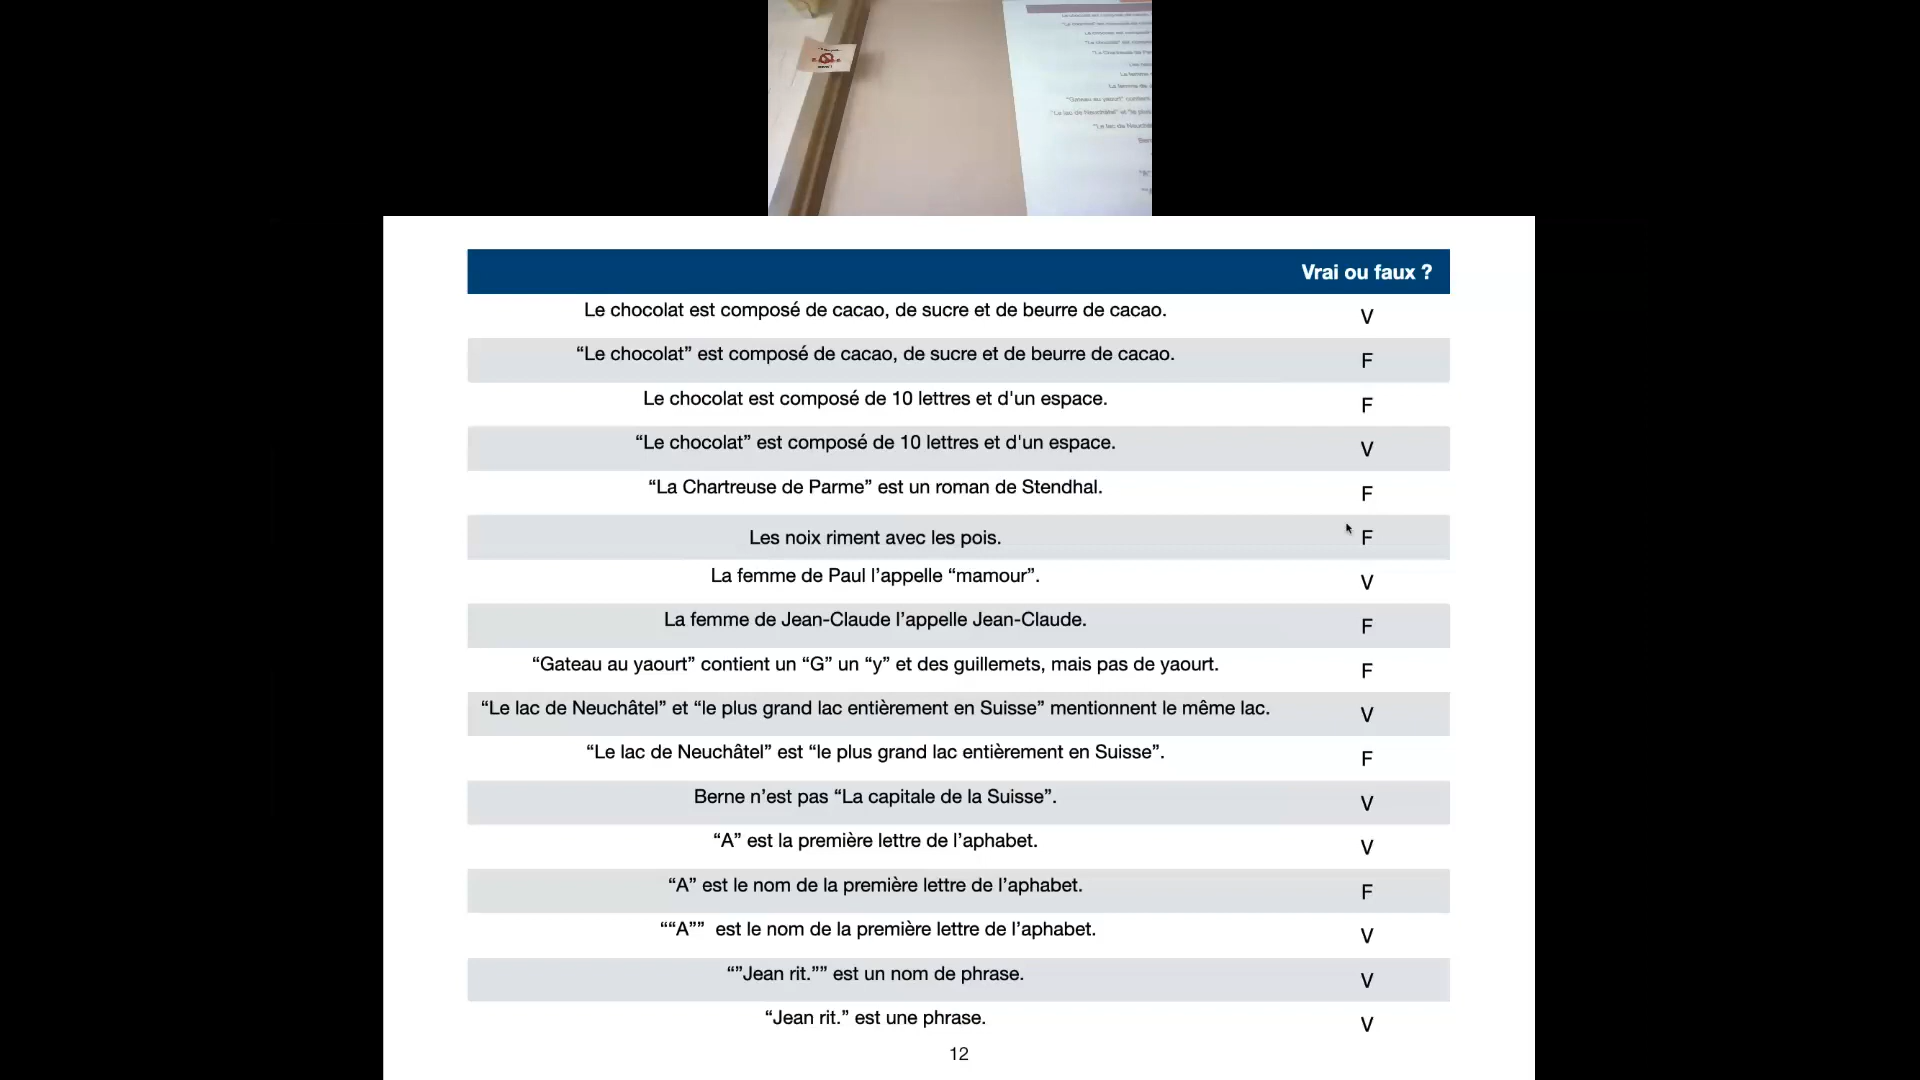 Vrai ou faux ?
Le chocolat est composé de cacao, de sucre et de beurre de cacao. V
“Le chocolat” est composé de cacao, de sucre et de beurre de cacao. F
Le chocolat est composé de 10 lettres et d'un espace. F
“Le chocolat” est composé de 10 lettres et d'un espace. V
“La Chartreuse de Parme” est un roman de Stendhal. F
Les noix riment avec les pois. F
La femme de Paul l’appelle “mamour”. V
La femme de Jean-Claude l’appelle Jean-Claude. F
“Gateau au yaourt” contient un “G” un “y” et des guillemets, mais pas de yaourt. F
“Le lac de Neuchâtel” et “le plus grand lac entièrement en Suisse” mentionnent le même lac. V
“Le lac de Neuchâtel” est “le plus grand lac entièrement en Suisse”. F
Berne n’est pas “La capitale de la Suisse”. V
“A” est la première lettre de l’aphabet. V
“A” est le nom de la première lettre de l’aphabet. F
““A”” est le nom de la première lettre de l’aphabet. V
“”Jean rit.”” est un nom de phrase. V
“Jean rit.” est une phrase. V
12